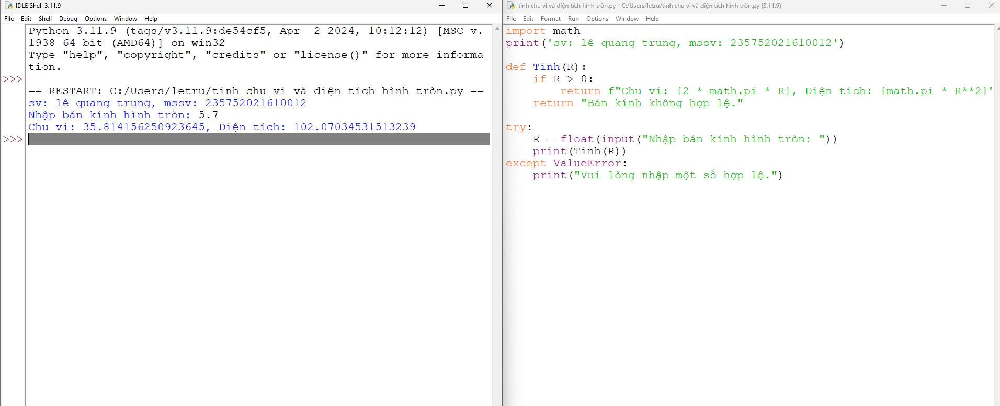 IDLE Shell 3.11.9
File Edit Shell Debug Options Window Help
Python 3.11.9 (tags/v3.11.9:de54cf5, Apr  2 2024, 10:12:12) [MSC v.
1938 64 bit (AMD64)] on win32
Type "help", "copyright", "credits" or "license()" for more informa
tion.
>>>
== RESTART: C:/Users/letru/tinh chu vi và diện tích hình tròn.py ==
sv: lê quang trung, mssv: 235752021610012
Nhập bán kính hình tròn: 5.7
Chu vi: 35.814156250923645, Diện tích: 102.07034531513239
>>>
tinh chu vi và diện tích hình tròn.py - C:/Users/letru/tinh chu vi và diện tích hình tròn.py (3.11.9)
File Edit Format Run Options Window Help
import math
print('sv: lê quang trung, mssv: 235752021610012')
def Tinh(R):
    if R > 0:
        return f"Chu vi: {2 * math.pi * R}, Diện tích: {math.pi * R**2}"
    return "Bán kính không hợp lệ."
try:
    R = float(input("Nhập bán kính hình tròn: "))
    print(Tinh(R))
except ValueError:
    print("Vui lòng nhập một số hợp lệ.")